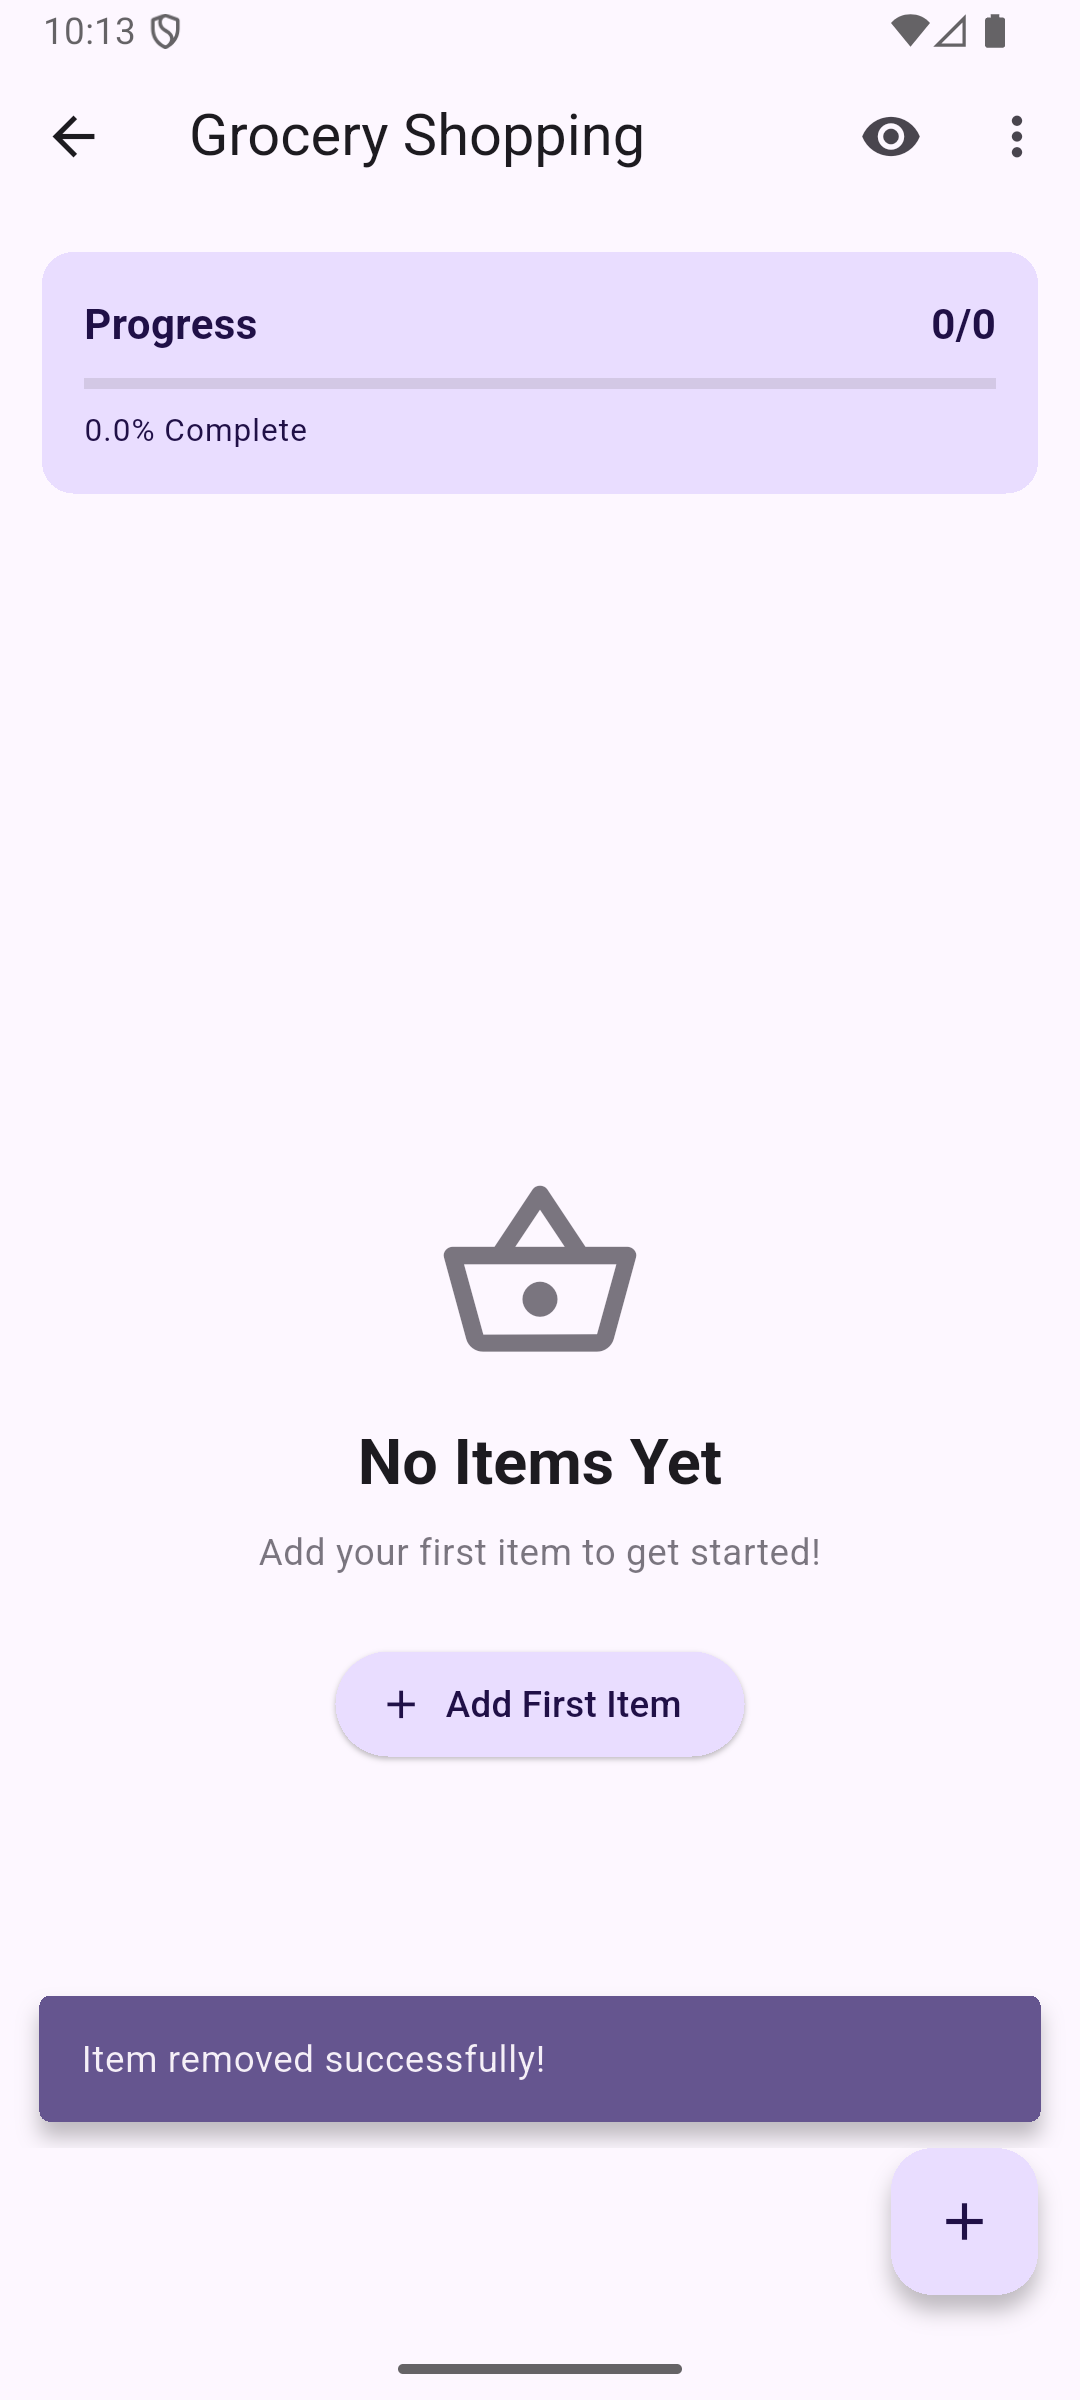 10:13
Grocery Shopping
Progress 0/0
0.0% Complete
No Items Yet
Add your first item to get started!
Add First Item
Item removed successfully!